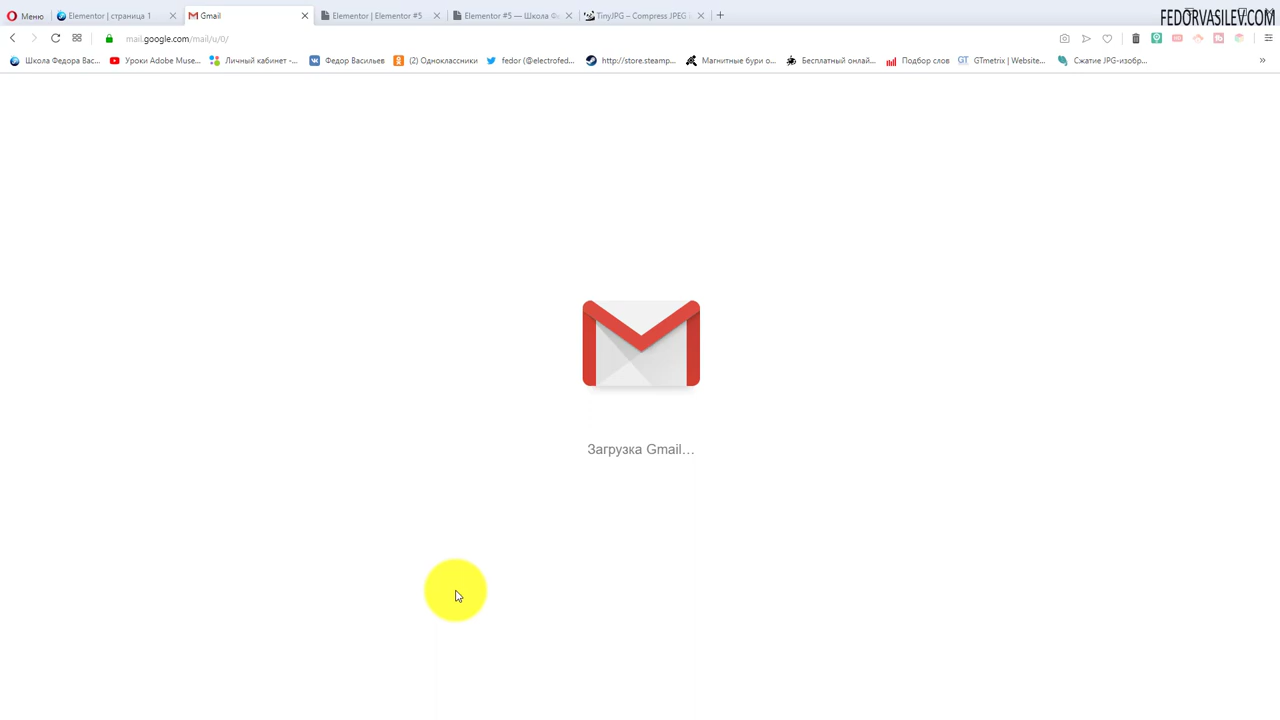 Меню
Elementor | страница 1
Gmail
Elementor | Elementor #5
Elementor #5 — Школа Фе
TinyJPG – Compress JPEG
FEDORVASILEV.COM
mail.google.com/mail/u/0/
Школа Федора Вас...
Уроки Adobe Muse...
Личный кабинет -...
Федор Васильев
(2) Одноклассники
fedor (@electrofed...
http://store.steamp...
Магнитные бури о...
Бесплатный онлай...
Подбор слов
GT
GTmetrix | Website...
Сжатие JPG-изобр...
Загрузка Gmail...